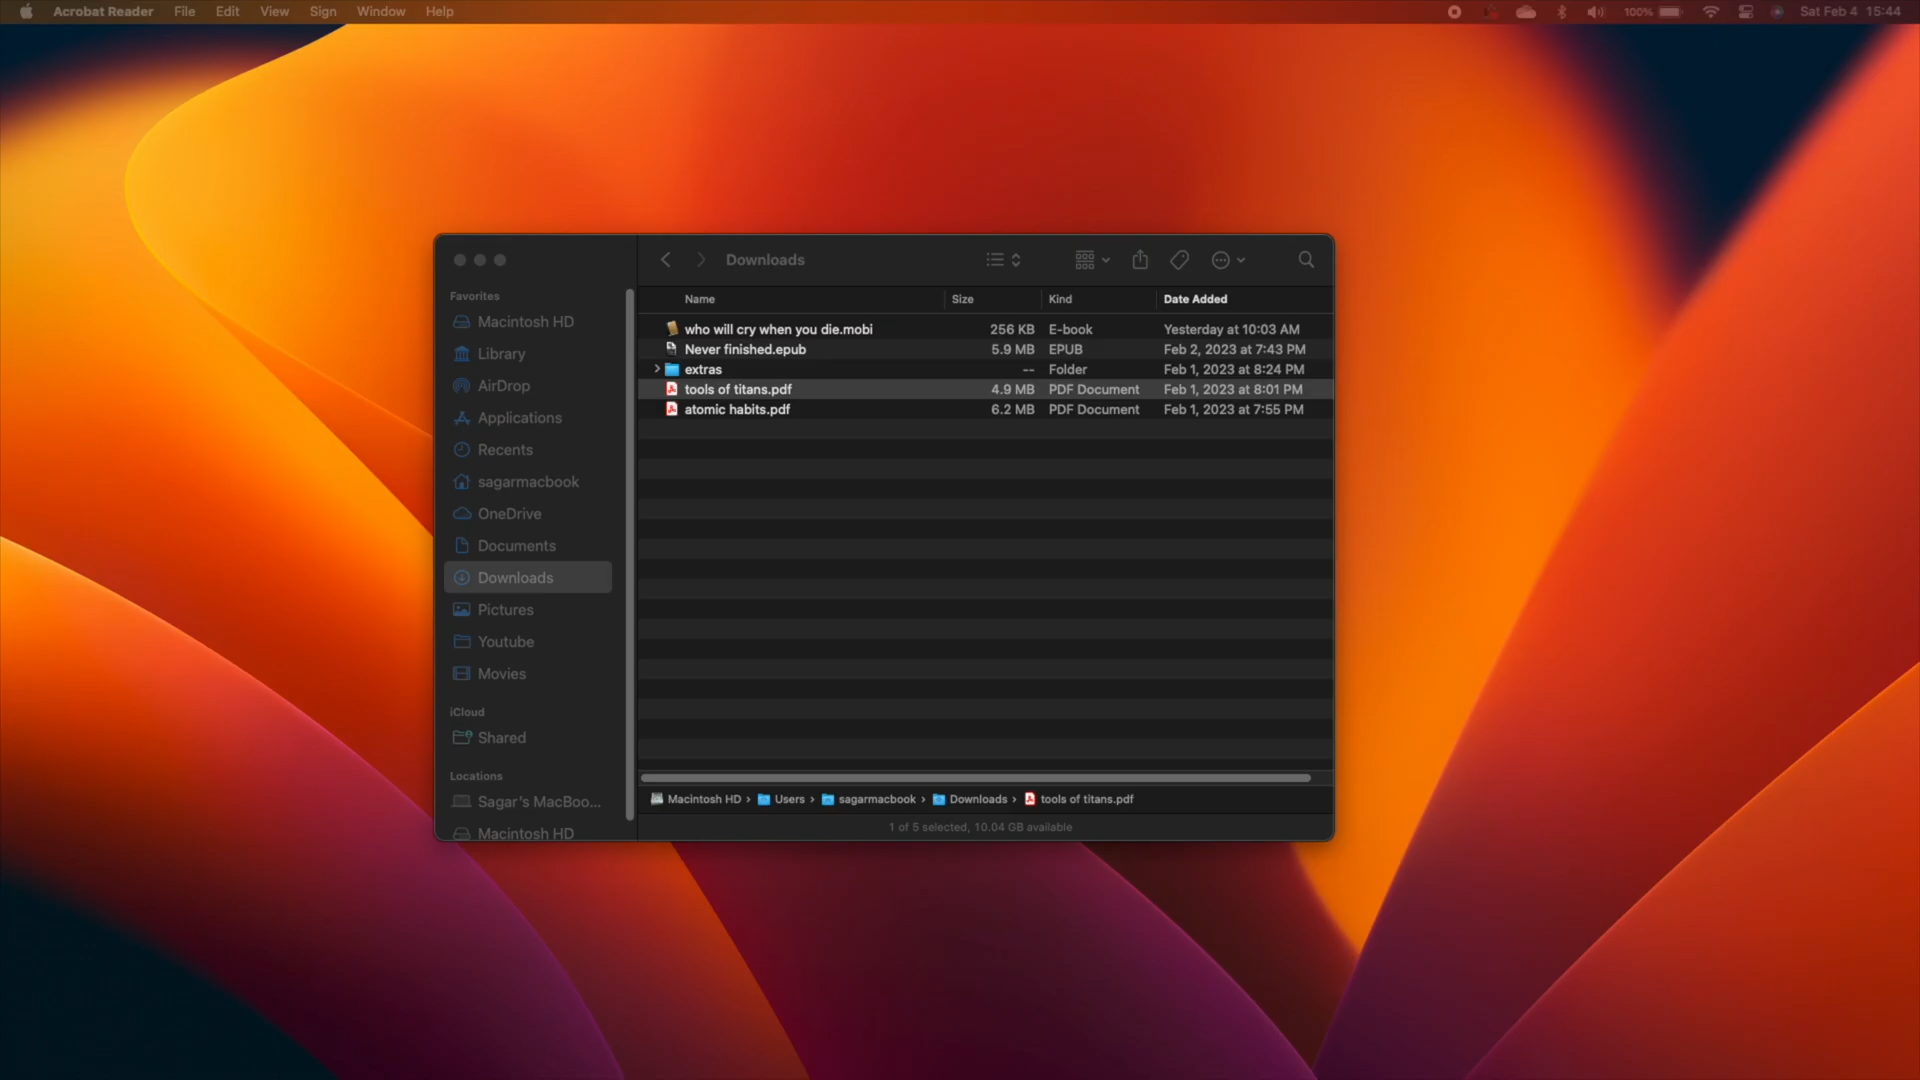 Acrobat Reader File Edit View Sign Window Help 100% Sat Feb 4 15:44
Downloads
Favorites
Macintosh HD
Library
AirDrop
Applications
Recents
sagarmacbook
OneDrive
Documents
Downloads
Pictures
Youtube
Movies
iCloud
Shared
Locations
Sagar's MacBoo...
Macintosh HD
Name Size Kind Date Added
who will cry when you die.mobi 256 KB E-book Yesterday at 10:03 AM
Never finished.epub 5.9 MB EPUB Feb 2, 2023 at 7:43 PM
extras -- Folder Feb 1, 2023 at 8:24 PM
tools of titans.pdf 4.9 MB PDF Document Feb 1, 2023 at 8:01 PM
atomic habits.pdf 6.2 MB PDF Document Feb 1, 2023 at 7:55 PM
Macintosh HD › Users › sagarmacbook › Downloads › tools of titans.pdf
1 of 5 selected, 10.04 GB available